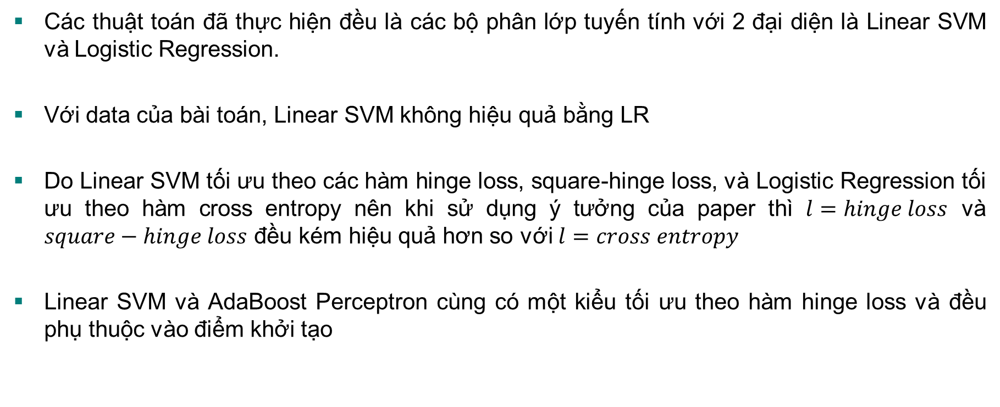 ▪ Các thuật toán đã thực hiện đều là các bộ phân lớp tuyến tính với 2 đại diện là Linear SVM
và Logistic Regression.
▪ Với data của bài toán, Linear SVM không hiệu quả bằng LR
▪ Do Linear SVM tối ưu theo các hàm hinge loss, square-hinge loss, và Logistic Regression tối
ưu theo hàm cross entropy nên khi sử dụng ý tưởng của paper thì l = hinge loss và
square − hinge loss đều kém hiệu quả hơn so với l = cross entropy
▪ Linear SVM và AdaBoost Perceptron cùng có một kiểu tối ưu theo hàm hinge loss và đều
phụ thuộc vào điểm khởi tạo